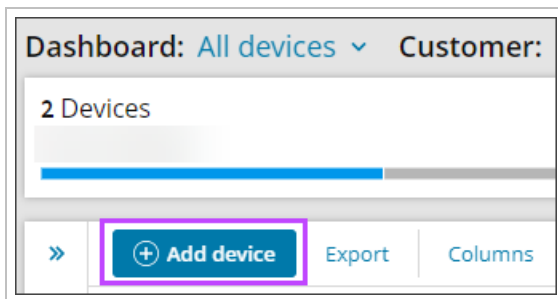 Dashboard: All devices Customer:
2 Devices
» Add device Export Columns